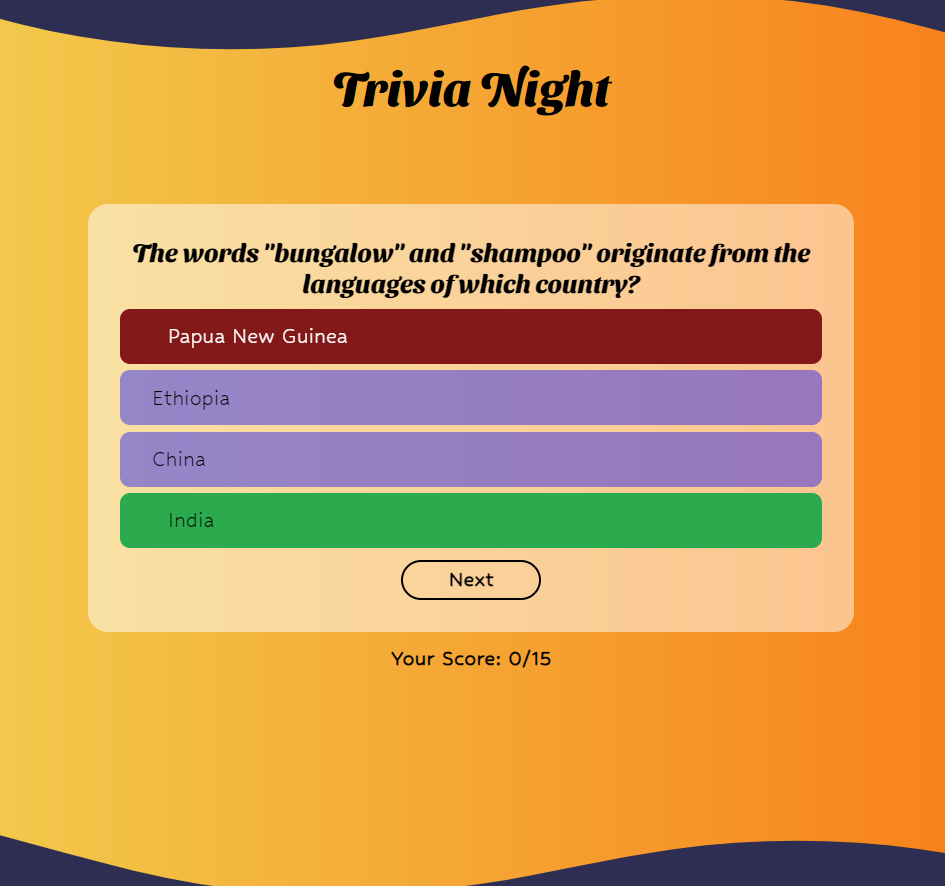 Trivia Night
The words "bungalow" and "shampoo" originate from the
languages of which country?
Papua New Guinea
Ethiopia
China
India
Next
Your Score: 0/15